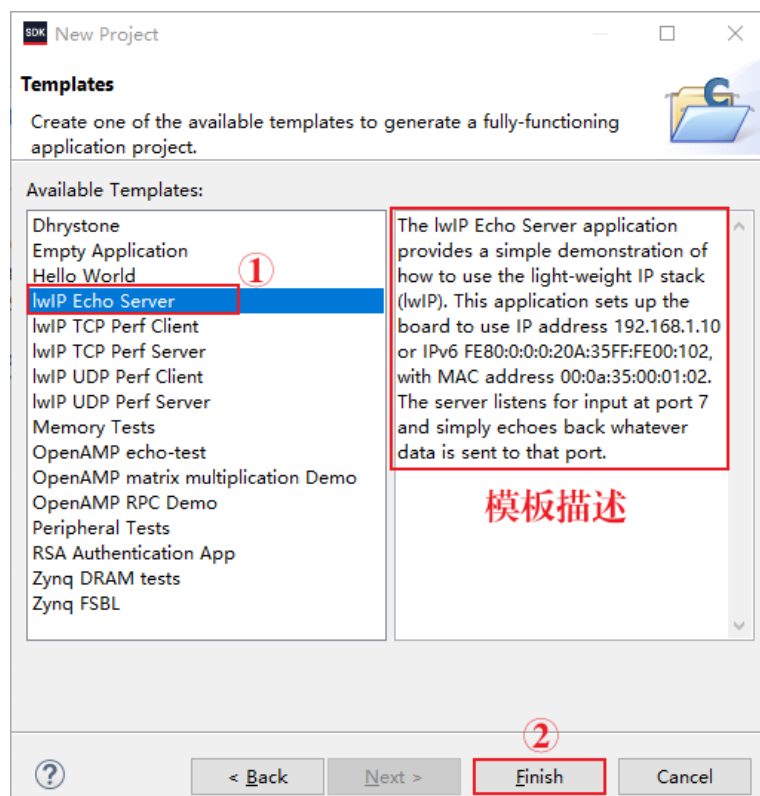 SDK New Project
Templates
Create one of the available templates to generate a fully-functioning
application project.
Available Templates:
Dhrystone
Empty Application
Hello World
①
lwIP Echo Server
lwIP TCP Perf Client
lwIP TCP Perf Server
lwIP UDP Perf Client
lwIP UDP Perf Server
Memory Tests
OpenAMP echo-test
OpenAMP matrix multiplication Demo
OpenAMP RPC Demo
Peripheral Tests
RSA Authentication App
Zynq DRAM tests
Zynq FSBL
The lwIP Echo Server application
provides a simple demonstration of
how to use the light-weight IP stack
(lwIP). This application sets up the
board to use IP address 192.168.1.10
or IPv6 FE80:0:0:0:20A:35FF:FE00:102,
with MAC address 00:0a:35:00:01:02.
The server listens for input at port 7
and simply echoes back whatever
data is sent to that port.
模板描述
②
? < Back Next > Finish Cancel